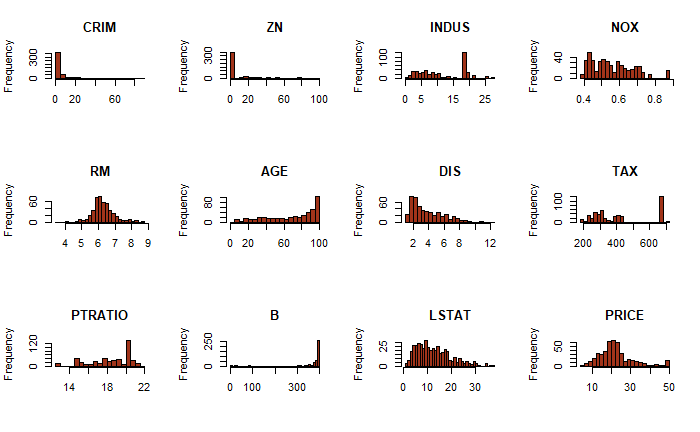 CRIM
Frequency
0 300
0 20 60
ZN
Frequency
0 300
0 20 60 100
INDUS
Frequency
0 100
0 5 15 25
NOX
Frequency
0 40
0.4 0.6 0.8
RM
Frequency
0 60
4 5 6 7 8 9
AGE
Frequency
0 80
0 20 60 100
DIS
Frequency
0 60
2 4 6 8 12
TAX
Frequency
0 100
200 400 600
PTRATIO
Frequency
0 120
14 18 22
B
Frequency
0 250
0 100 300
LSTAT
Frequency
0 25
0 10 20 30
PRICE
Frequency
0 50
10 30 50